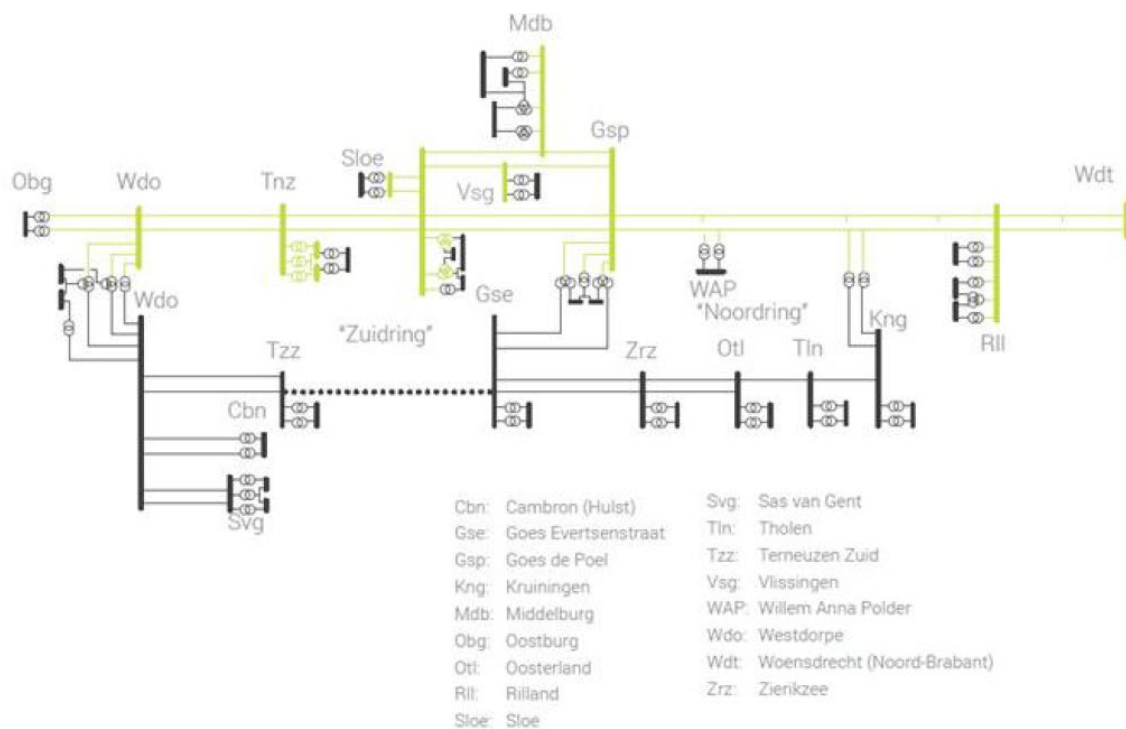 Mdb
Gsp
Sloe
Obg
Wdo
Tnz
Vsg
Wdt
Wdo
Gse
WAP
"Noordring"
Kng
Rll
"Zuidring"
Tzz
Zrz
Otl
Tln
Cbn
Svg
Cbn: Cambron (Hulst)
Gse: Goes Evertsenstraat
Gsp: Goes de Poel
Kng: Kruiningen
Mdb: Middelburg
Obg: Oostburg
Otl: Oosterland
Rll: Rilland
Sloe: Sloe
Svg: Sas van Gent
Tln: Tholen
Tzz: Terneuzen Zuid
Vsg: Vlissingen
WAP: Willem Anna Polder
Wdo: Westdorpe
Wdt: Woensdrecht (Noord-Brabant)
Zrz: Zierikzee